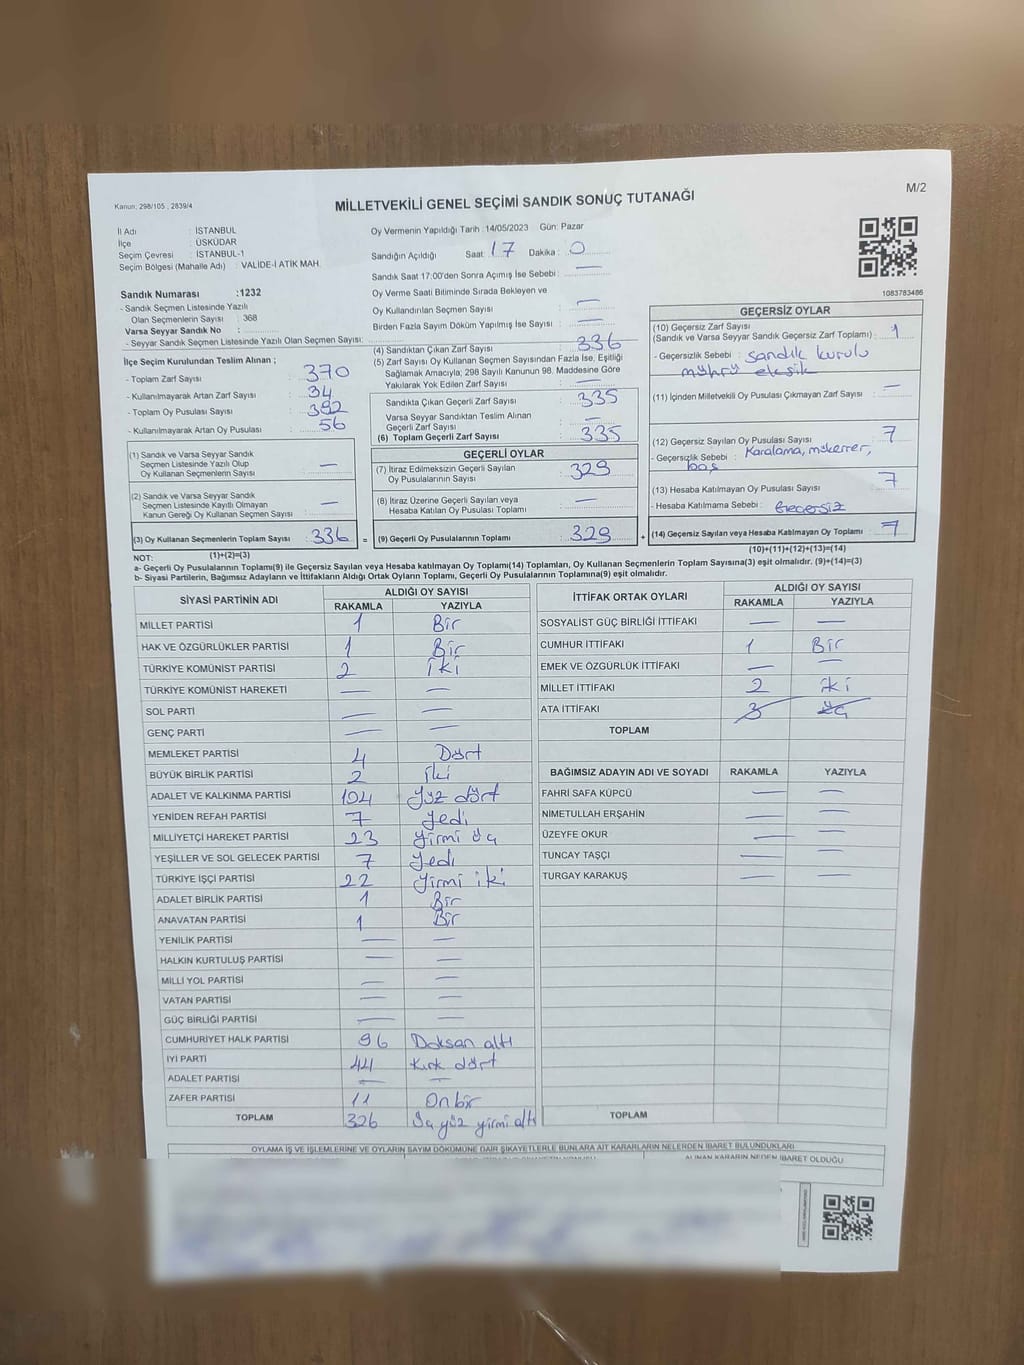 Kanun: 298/105 , 2839/4
MİLLETVEKİLİ GENEL SEÇİMİ SANDIK SONUÇ TUTANAĞI
M/2
İl Adı : İSTANBUL
İlçe : ÜSKÜDAR
Seçim Çevresi : İSTANBUL-1
Seçim Bölgesi (Mahalle Adı) : VALİDE-İ ATİK MAH.
Sandık Numarası :1232
- Sandık Seçmen Listesinde Yazılı
Olan Seçmenlerin Sayısı : 368
Varsa Seyyar Sandık No :
- Seyyar Sandık Seçmen Listesinde Yazılı Olan Seçmen Sayısı:
İlçe Seçim Kurulundan Teslim Alınan ;
- Toplam Zarf Sayısı : 370
- Kullanılmayarak Artan Zarf Sayısı : 34
- Toplam Oy Pusulası Sayısı : 392
- Kullanılmayarak Artan Oy Pusulası : 56
(1) Sandık ve Varsa Seyyar Sandık
Seçmen Listesinde Yazılı Olup
Oy Kullanan Seçmenlerin Sayısı : —
(2) Sandık ve Varsa Seyyar Sandık
Seçmen Listesinde Kayıtlı Olmayan
Kanun Gereği Oy Kullanan Seçmen Sayısı : —
(3) Oy Kullanan Seçmenlerin Toplam Sayısı : 336
Oy Vermenin Yapıldığı Tarih : 14/05/2023 Gün: Pazar
Sandığın Açıldığı Saat : 17 Dakika : 0
Sandık Saat 17:00'den Sonra Açımış İse Sebebi : —
Oy Verme Saati Bitiminde Sırada Bekleyen ve
Oy Kullandırılan Seçmen Sayısı : —
Birden Fazla Sayım Döküm Yapılmış İse Sayısı : —
(4) Sandıktan Çıkan Zarf Sayısı : 336
(5) Zarf Sayısı Oy Kullanan Seçmen Sayısından Fazla İse, Eşitliği
Sağlamak Amacıyla; 298 Sayılı Kanunun 98. Maddesine Göre
Yakılarak Yok Edilen Zarf Sayısı : —
Sandıkta Çıkan Geçerli Zarf Sayısı : 335
Varsa Seyyar Sandıktan Teslim Alınan
Geçerli Zarf Sayısı : —
(6) Toplam Geçerli Zarf Sayısı : 335
GEÇERLİ OYLAR
(7) İtiraz Edilmeksizin Geçerli Sayılan
Oy Pusulalarının Sayısı : 329
(8) İtiraz Üzerine Geçerli Sayılan veya
Hesaba Katılan Oy Pusulası Toplamı : —
= (9) Geçerli Oy Pusulalarının Toplamı : 329
1083783486
GEÇERSİZ OYLAR
(10) Geçersiz Zarf Sayısı
(Sandık ve Varsa Seyyar Sandık Geçersiz Zarf Toplamı) : 1
- Geçersizlik Sebebi : sandık kurulu
mührü eksik
(11) İçinden Milletvekili Oy Pusulası Çıkmayan Zarf Sayısı : —
(12) Geçersiz Sayılan Oy Pusulası Sayısı : 7
- Geçersizlik Sebebi : Karalama, mükerrer,
boş
(13) Hesaba Katılmayan Oy Pusulası Sayısı : 7
- Hesaba Katılmama Sebebi : Geçersiz
+ (14) Geçersiz Sayılan veya Hesaba Katılmayan Oy Toplamı : 7
NOT: (1)+(2)=(3) (10)+(11)+(12)+(13)=(14)
a- Geçerli Oy Pusulalarının Toplamı(9) ile Geçersiz Sayılan veya Hesaba katılmayan Oy Toplamı(14) Toplamları, Oy Kullanan Seçmenlerin Toplam Sayısına(3) eşit olmalıdır. (9)+(14)=(3)
b- Siyasi Partilerin, Bağımsız Adayların ve İttifakların Aldığı Ortak Oyların Toplamı, Geçerli Oy Pusulalarının Toplamına(9) eşit olmalıdır.
SİYASİ PARTİNİN ADI ALDIĞI OY SAYISI
RAKAMLA YAZIYLA
MİLLET PARTİSİ 1 Bir
HAK VE ÖZGÜRLÜKLER PARTİSİ 1 Bir
TÜRKİYE KOMÜNİST PARTİSİ 2 iki
TÜRKİYE KOMÜNİST HAREKETİ — —
SOL PARTİ — —
GENÇ PARTİ — —
MEMLEKET PARTİSİ 4 Dört
BÜYÜK BİRLİK PARTİSİ 2 İki
ADALET VE KALKINMA PARTİSİ 104 Yüz dört
YENİDEN REFAH PARTİSİ 7 Yedi
MİLLİYETÇİ HAREKET PARTİSİ 23 Yirmi üç
YEŞİLLER VE SOL GELECEK PARTİSİ 7 Yedi
TÜRKİYE İŞÇİ PARTİSİ 22 Yirmi iki
ADALET BİRLİK PARTİSİ 1 Bir
ANAVATAN PARTİSİ 1 Bir
YENİLİK PARTİSİ — —
HALKIN KURTULUŞ PARTİSİ — —
MİLLİ YOL PARTİSİ — —
VATAN PARTİSİ — —
GÜÇ BİRLİĞİ PARTİSİ — —
CUMHURİYET HALK PARTİSİ 96 Doksan altı
İYİ PARTİ 44 Kırk dört
ADALET PARTİSİ — —
ZAFER PARTİSİ 11 On bir
TOPLAM 326 Üç yüz yirmi altı
İTTİFAK ORTAK OYLARI ALDIĞI OY SAYISI
RAKAMLA YAZIYLA
SOSYALİST GÜÇ BİRLİĞİ İTTİFAKI — —
CUMHUR İTTİFAKI 1 Bir
EMEK VE ÖZGÜRLÜK İTTİFAKI — —
MİLLET İTTİFAKI 2 iki
ATA İTTİFAKI 3 üç
TOPLAM
BAĞIMSIZ ADAYIN ADI VE SOYADI RAKAMLA YAZIYLA
FAHRİ SAFA KÜPCÜ — —
NİMETULLAH ERŞAHİN — —
ÜZEYFE OKUR — —
TUNCAY TAŞÇI — —
TURGAY KARAKUŞ — —
TOPLAM
OYLAMA İŞ VE İŞLEMLERİNE VE OYLARIN SAYIM DÖKÜMÜNE DAİR ŞİKAYETLERLE BUNLARA AİT KARARLARIN NELERDEN İBARET BULUNDUKLARI
ALINAN KARARIN NEDEN İBARET OLDUĞU